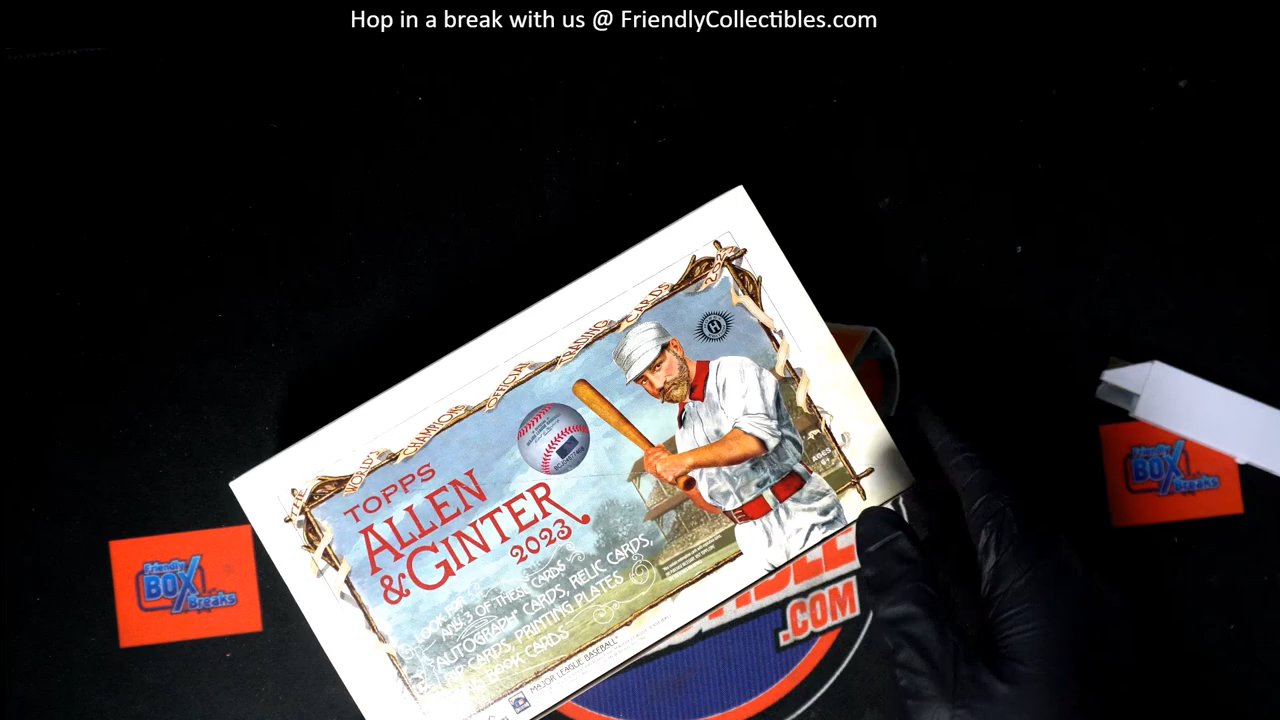 Hop in a break with us @ FriendlyCollectibles.com
WORLD'S CHAMPIONS OFFICIAL TRADING CARDS
H
TOPPS
ALLEN
& GINTER
2023
LOOK FOR
ANY 3 OF THESE CARDS
AUTOGRAPH CARDS, RELIC CARDS,
CARDS, PRINTING PLATES
BOOK CARDS
AGES
6+
MAJOR LEAGUE BASEBALL
.COM
Friendly
BOX
Breaks
Friendly
BOX
Breaks